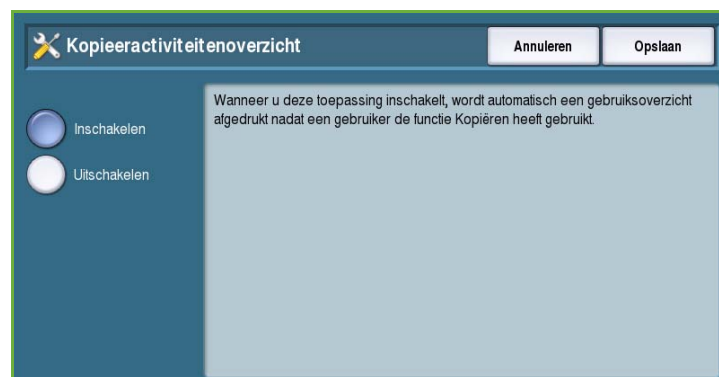 Kopieeractiviteitenoverzicht
Annuleren
Opslaan
Inschakelen
Uitschakelen
Wanneer u deze toepassing inschakelt, wordt automatisch een gebruiksoverzicht
afgedrukt nadat een gebruiker de functie Kopiëren heeft gebruikt.